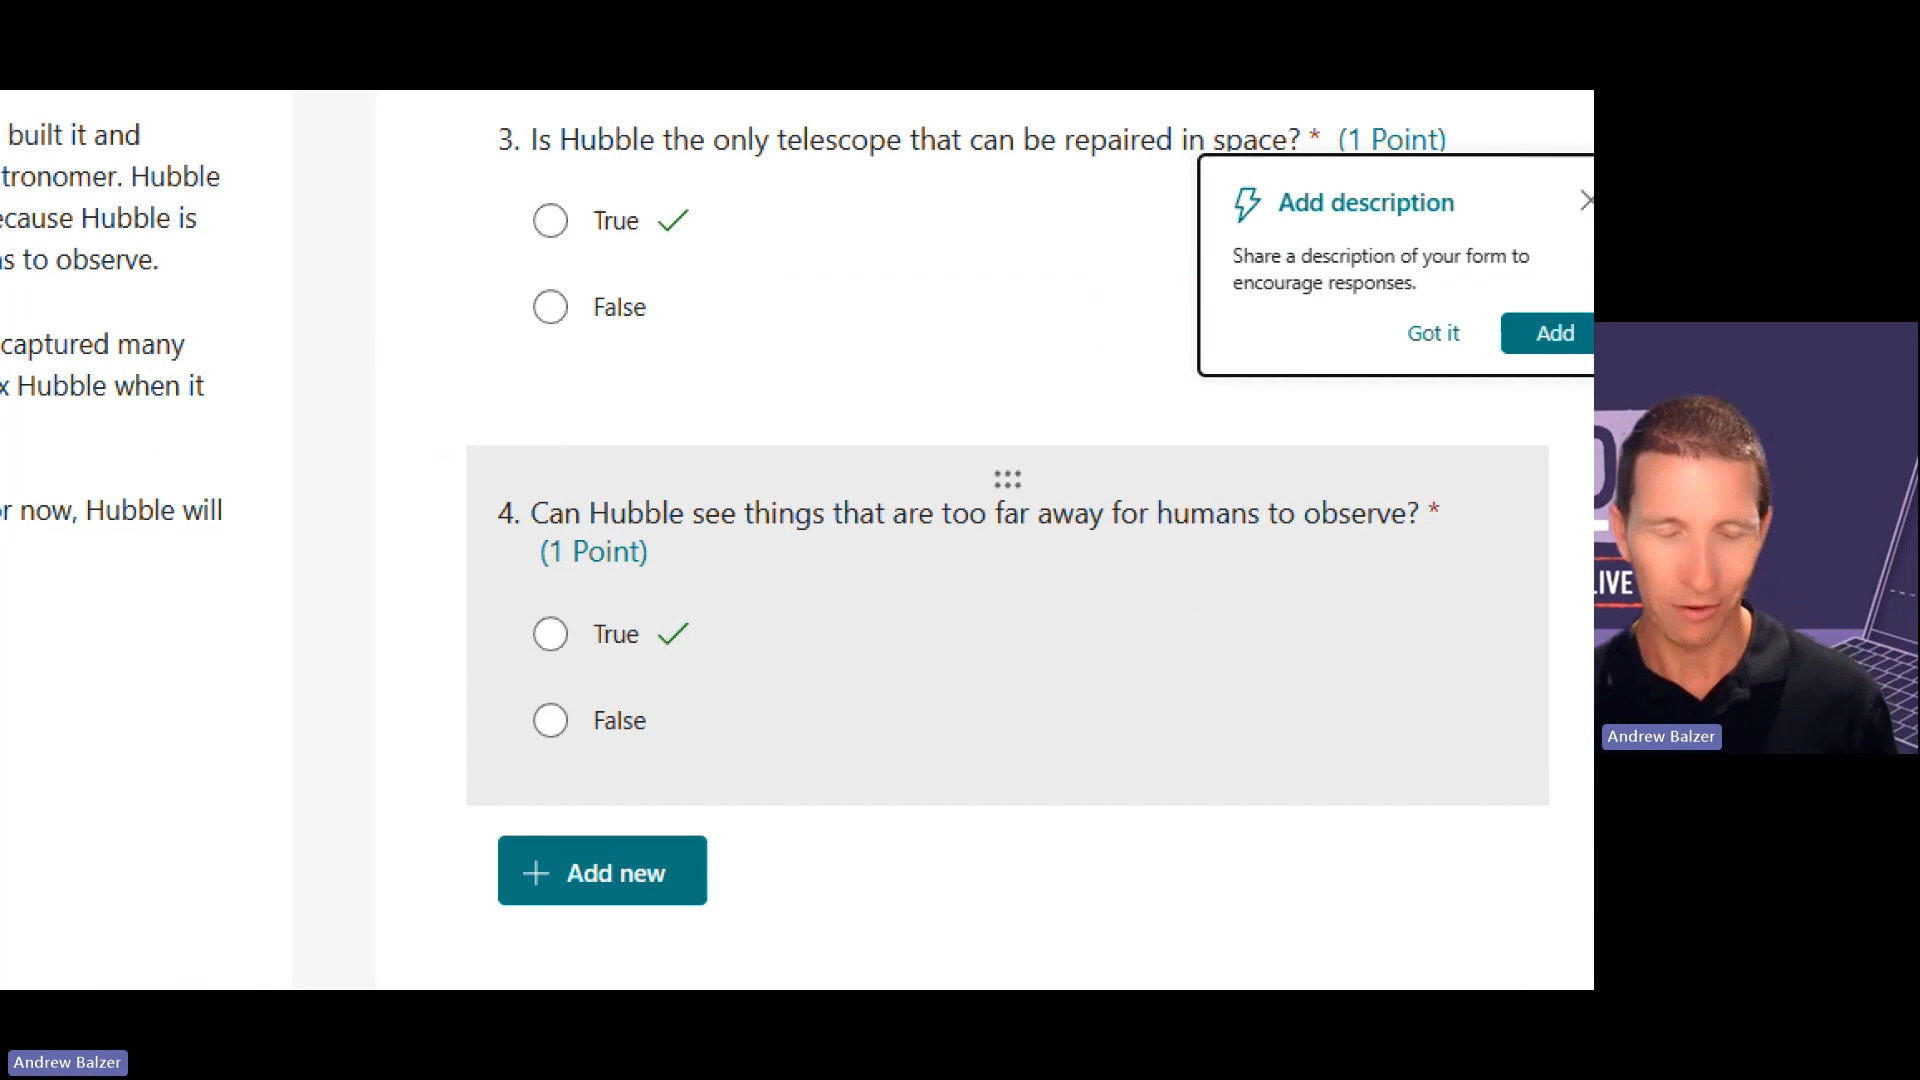 built it and
tronomer. Hubble
ecause Hubble is
to observe.
captured many
Hubble when it
now, Hubble will
3. Is Hubble the only telescope that can be repaired in space? * (1 Point)
True
False
Add description
Share a description of your form to
encourage responses.
Got it
Add
4. Can Hubble see things that are too far away for humans to observe? *
(1 Point)
True
False
Add new
LIVE
Andrew Balzer
Andrew Balzer